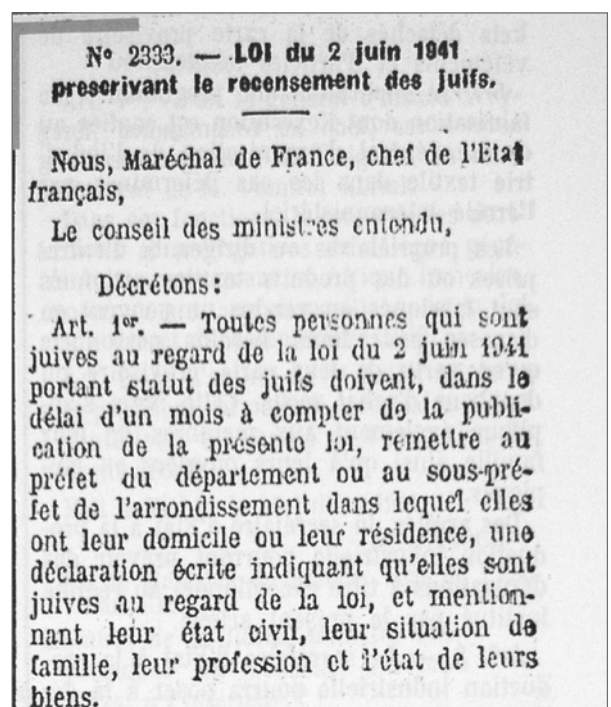 N° 2333. — LOI du 2 juin 1941
prescrivant le recensement des juifs.
Nous, Maréchal de France, chef de l'Etat
français,
Le conseil des ministres entendu,
Décrétons :
Art. 1er. — Toutes personnes qui sont
juives au regard de la loi du 2 juin 1941
portant statut des juifs doivent, dans le
délai d'un mois à compter de la publi-
cation de la présente loi, remettre au
préfet du département ou au sous-pré-
fet de l'arrondissement dans lequel elles
ont leur domicile ou leur résidence, une
déclaration écrite indiquant qu'elles sont
juives au regard de la loi, et mention-
nant leur état civil, leur situation de
famille, leur profession et l'état de leurs
biens.